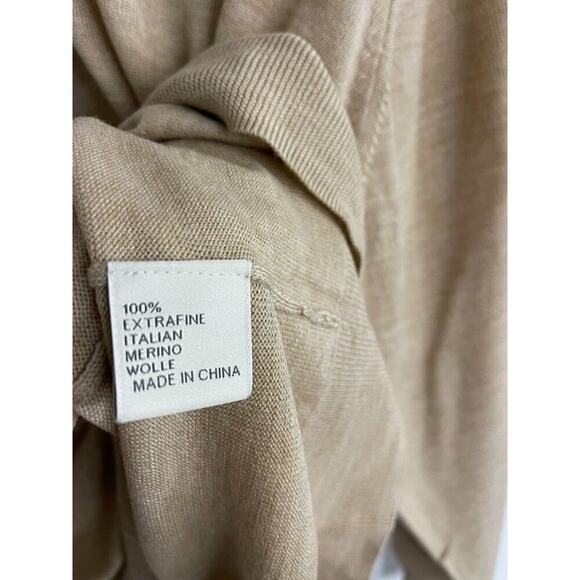 100%
EXTRAFINE
ITALIAN
MERINO
WOLLE
MADE IN CHINA